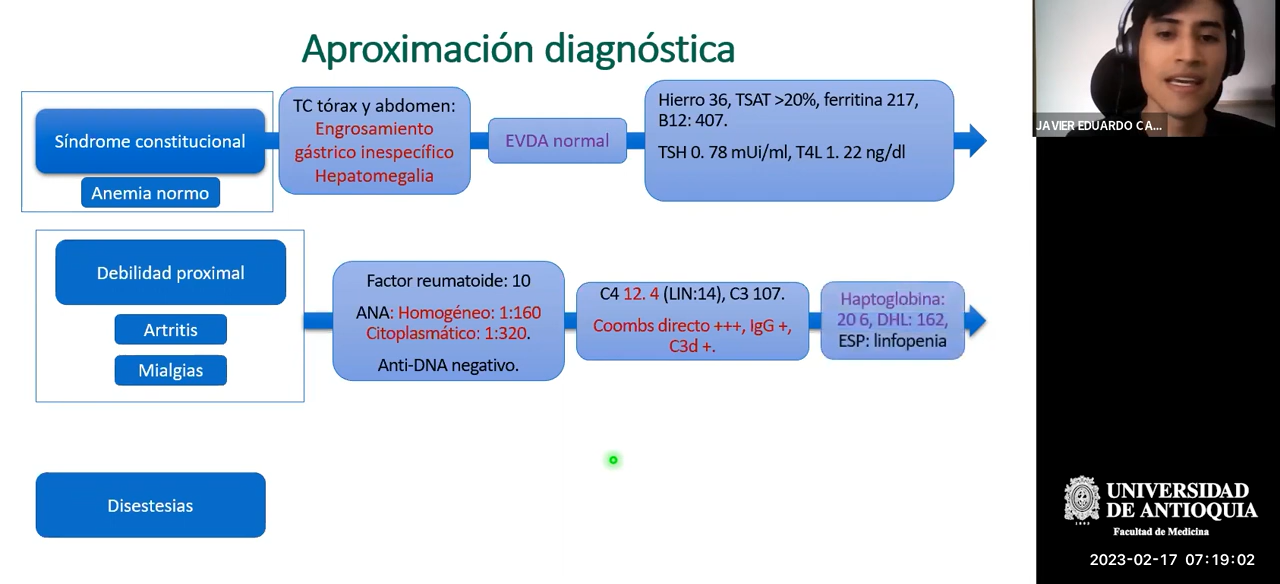 Aproximación diagnóstica
Síndrome constitucional
Anemia normo
TC tórax y abdomen:
Engrosamiento
gástrico inespecífico
Hepatomegalia
EVDA normal
Hierro 36, TSAT >20%, ferritina 217,
B12: 407.
TSH 0. 78 mUi/ml, T4L 1. 22 ng/dl
Debilidad proximal
Artritis
Mialgias
Factor reumatoide: 10
ANA: Homogéneo: 1:160
Citoplasmático: 1:320.
Anti-DNA negativo.
C4 12. 4 (LIN:14), C3 107.
Coombs directo +++, IgG +,
C3d +.
Haptoglobina:
20 6, DHL: 162,
ESP: linfopenia
Disestesias
JAVIER EDUARDO C A...
UNIVERSIDAD
DE ANTIOQUIA
Facultad de Medicina
1803
2023-02-17 07:19:02